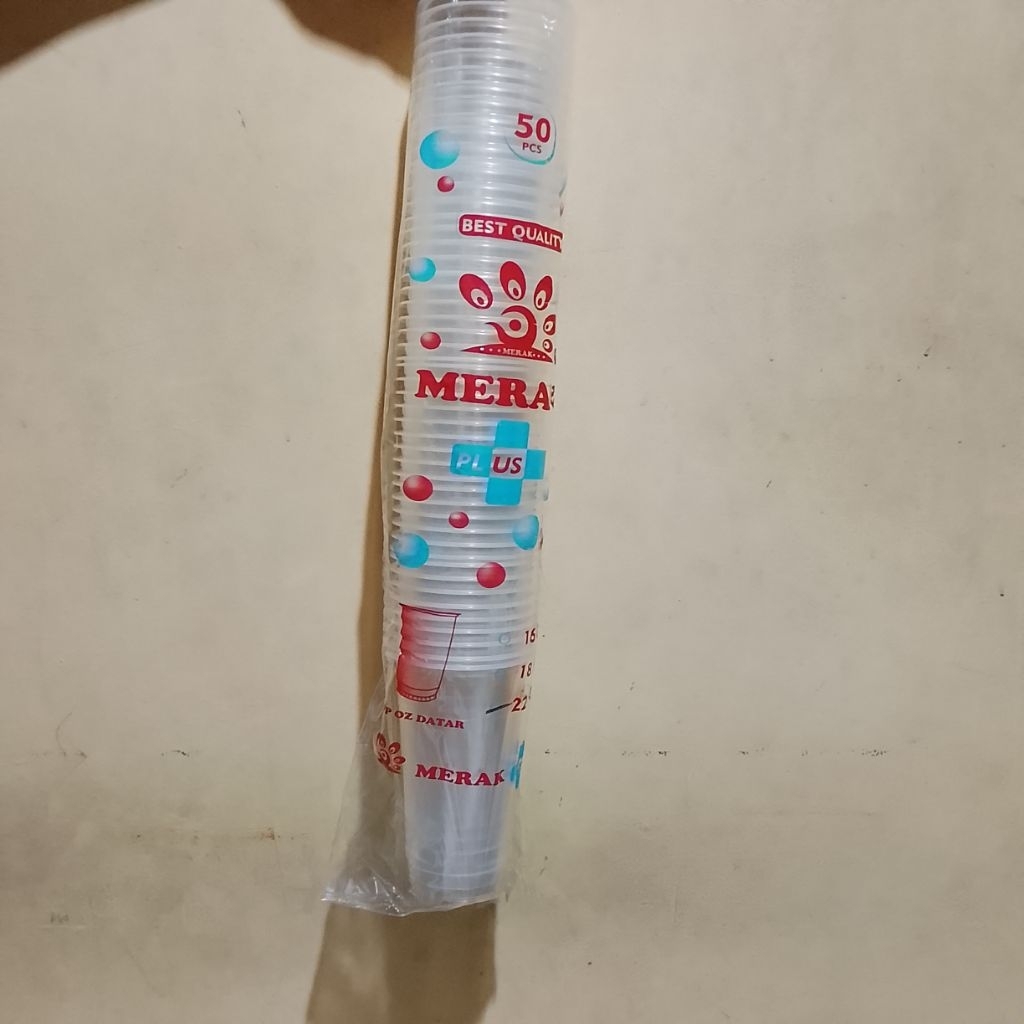 50
PCS
BEST QUALITY
MERAK
MERA
PLUS
16
18
22
P OZ DATAR
MERAK